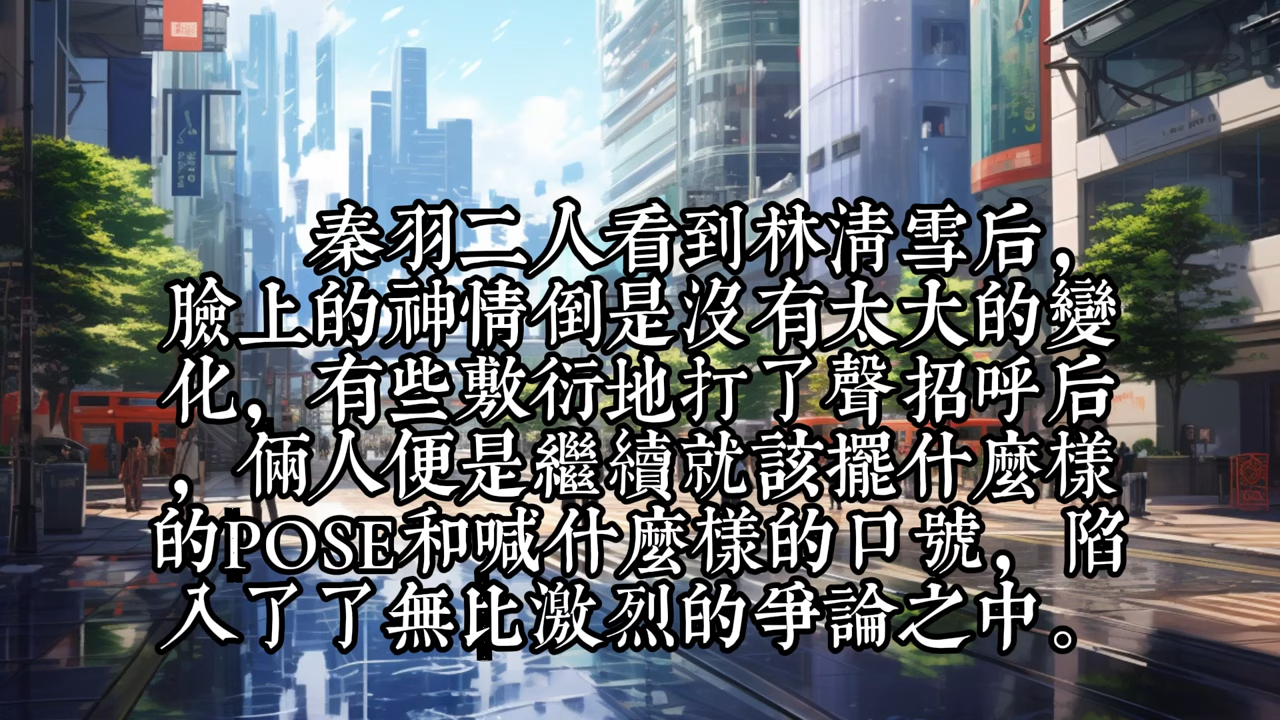 秦羽二人看到林清雪后，
臉上的神情倒是沒有太大的變
化，有些敷衍地打了聲招呼后
，倆人便是繼續就該擺什麼樣
的POSE和喊什麼樣的口號，陷
入了了無比激烈的爭論之中。